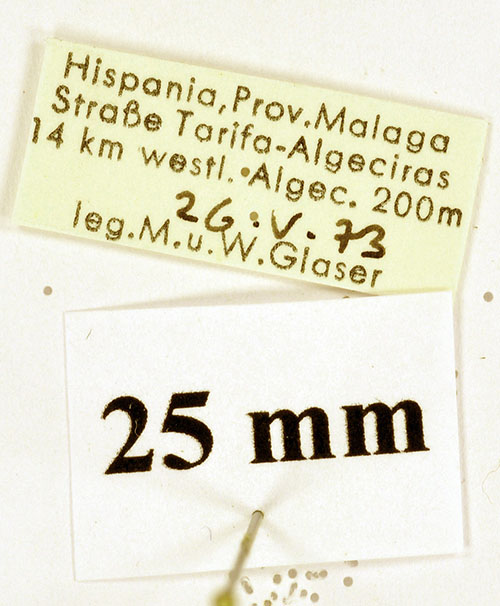 Hispania, Prov. Malaga
Straße Tarifa-Algeciras
14 km westl. Algec. 200m
26.V.73
leg. M.u.W. Glaser
25 mm